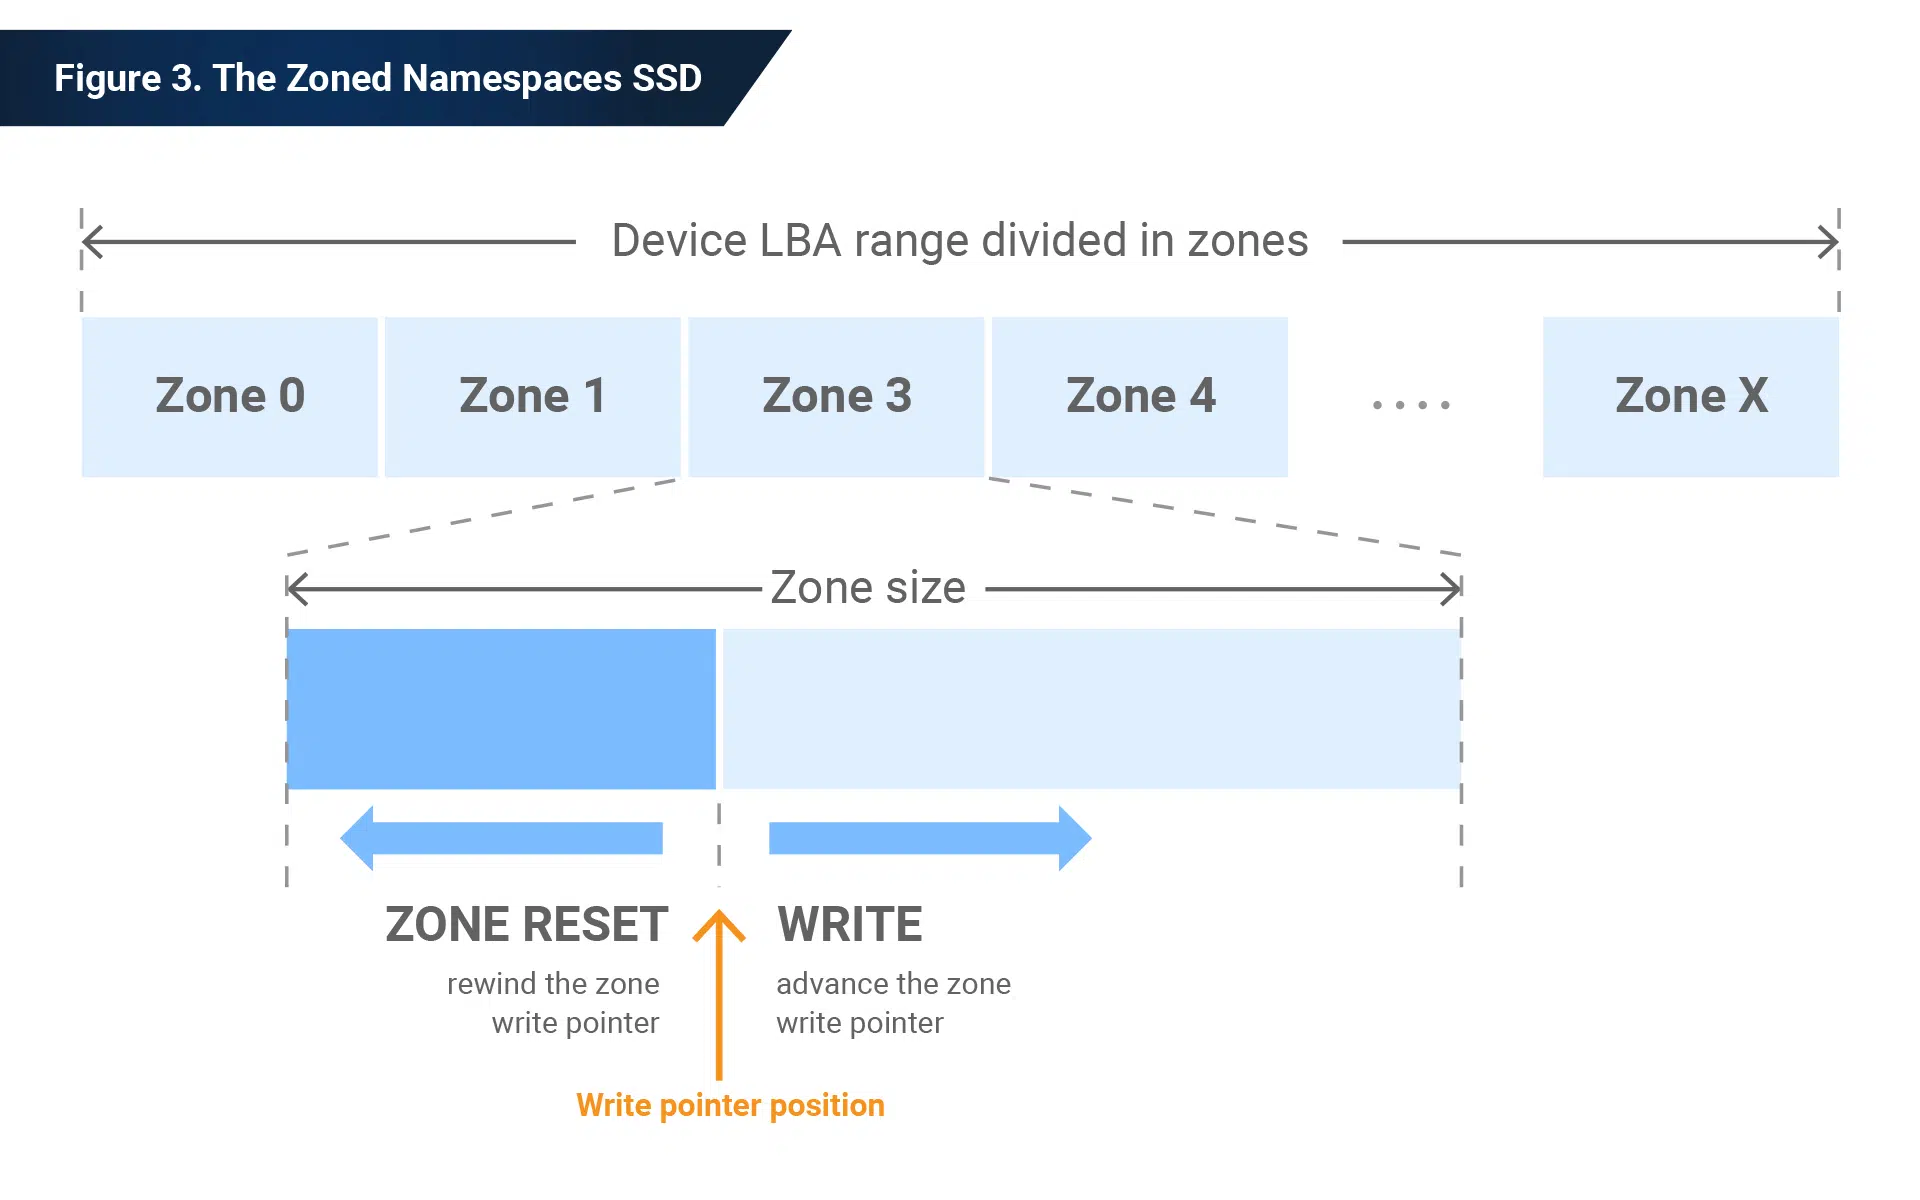 Figure 3. The Zoned Namespaces SSD
Device LBA range divided in zones
Zone 0
Zone 1
Zone 3
Zone 4
....
Zone X
Zone size
ZONE RESET
rewind the zone
write pointer
WRITE
advance the zone
write pointer
Write pointer position